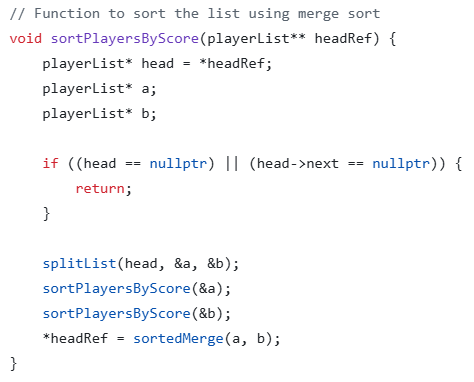 // Function to sort the list using merge sort
void sortPlayersByScore(playerList** headRef) {
    playerList* head = *headRef;
    playerList* a;
    playerList* b;

    if ((head == nullptr) || (head->next == nullptr)) {
        return;
    }

    splitList(head, &a, &b);
    sortPlayersByScore(&a);
    sortPlayersByScore(&b);
    *headRef = sortedMerge(a, b);
}